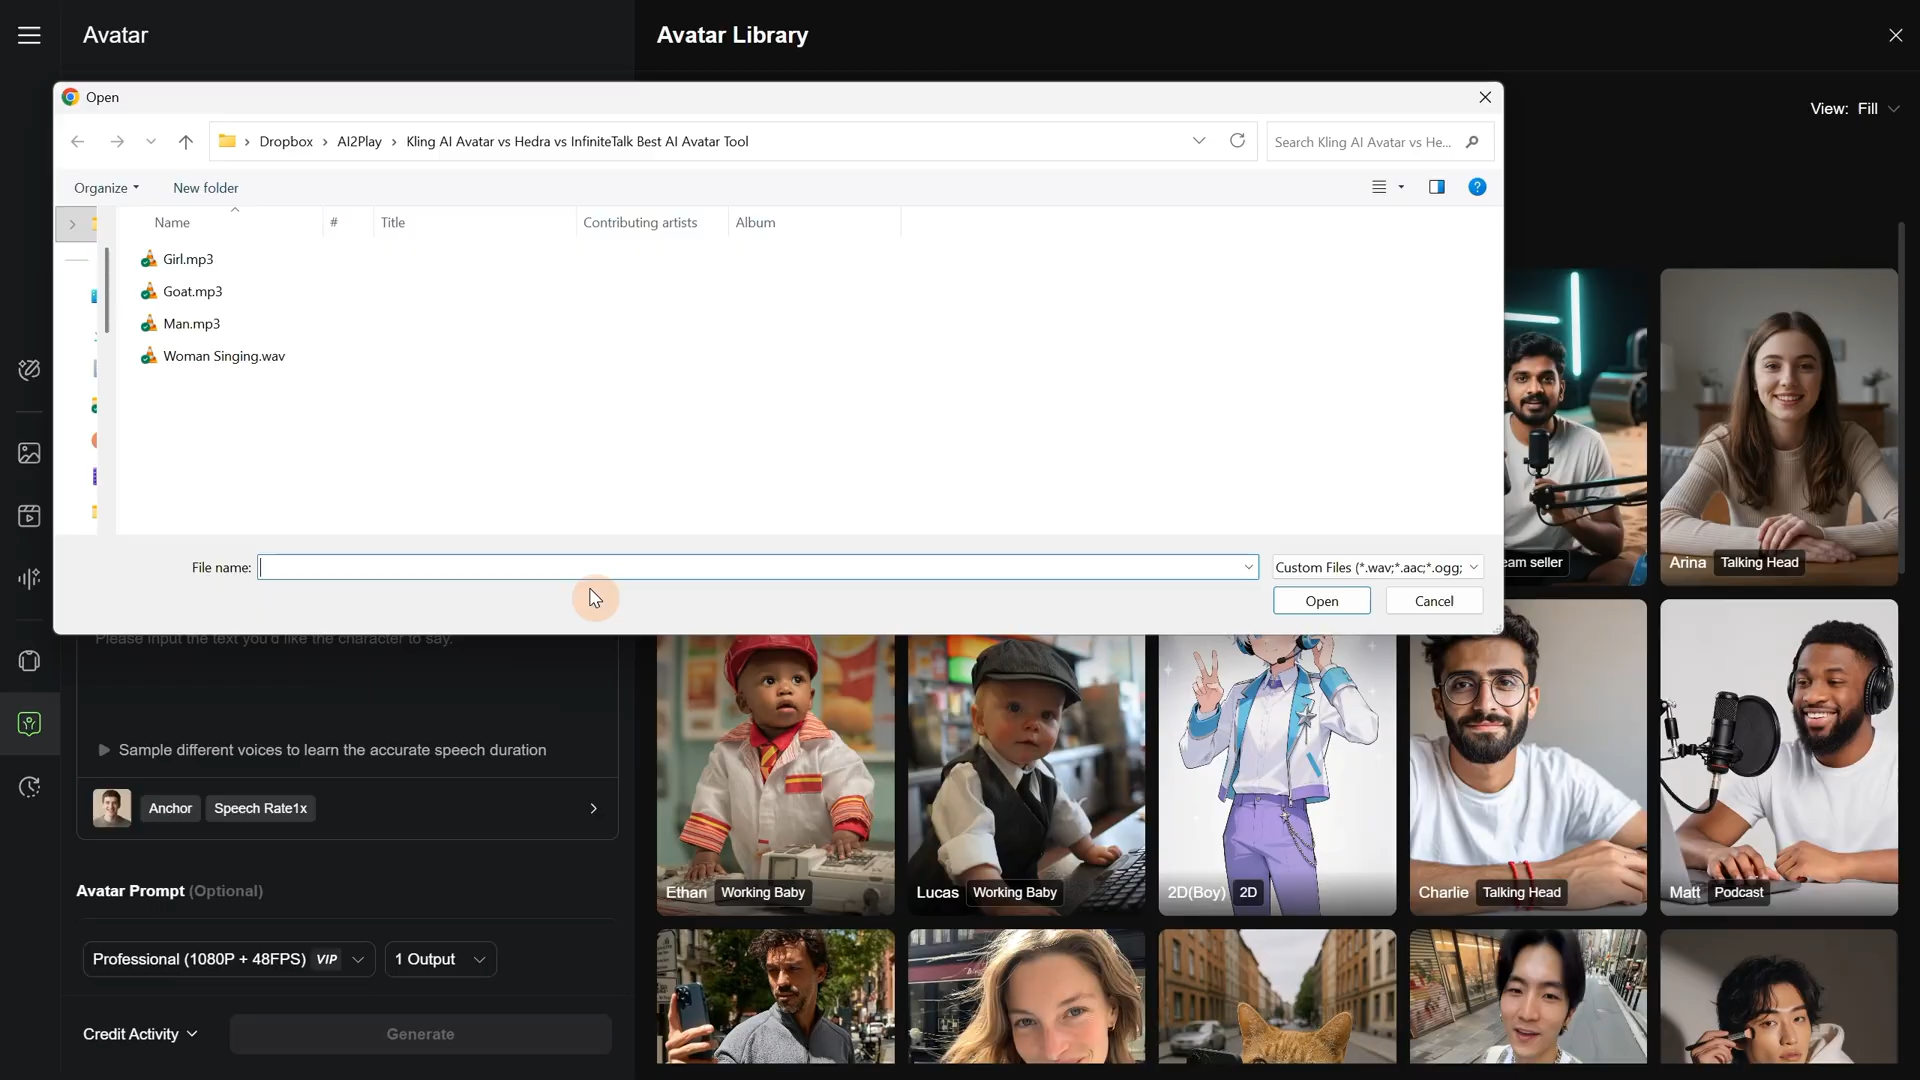 Avatar
Avatar Library
View: Fill
Open
Dropbox > AI2Play > Kling AI Avatar vs Hedra vs InfiniteTalk Best AI Avatar Tool
Search Kling AI Avatar vs He...
Organize
New folder
Name
#
Title
Contributing artists
Album
Girl.mp3
Goat.mp3
Man.mp3
Woman Singing.wav
File name:
Custom Files (*.wav;*.aac;*.ogg;
Open
Cancel
eam seller
Arina
Talking Head
Please input the text you'd like the character to say.
Sample different voices to learn the accurate speech duration
Anchor
Speech Rate1x
Avatar Prompt (Optional)
Ethan
Working Baby
Lucas
Working Baby
2D(Boy)
2D
Charlie
Talking Head
Matt
Podcast
Professional (1080P + 48FPS) VIP
1 Output
Credit Activity
Generate